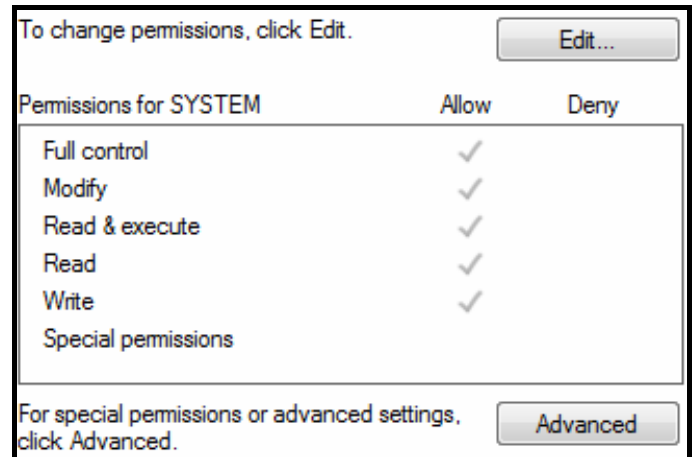 To change permissions, click Edit.
Edit...
Permissions for SYSTEM Allow Deny
Full control
Modify
Read & execute
Read
Write
Special permissions
For special permissions or advanced settings,
click Advanced.
Advanced